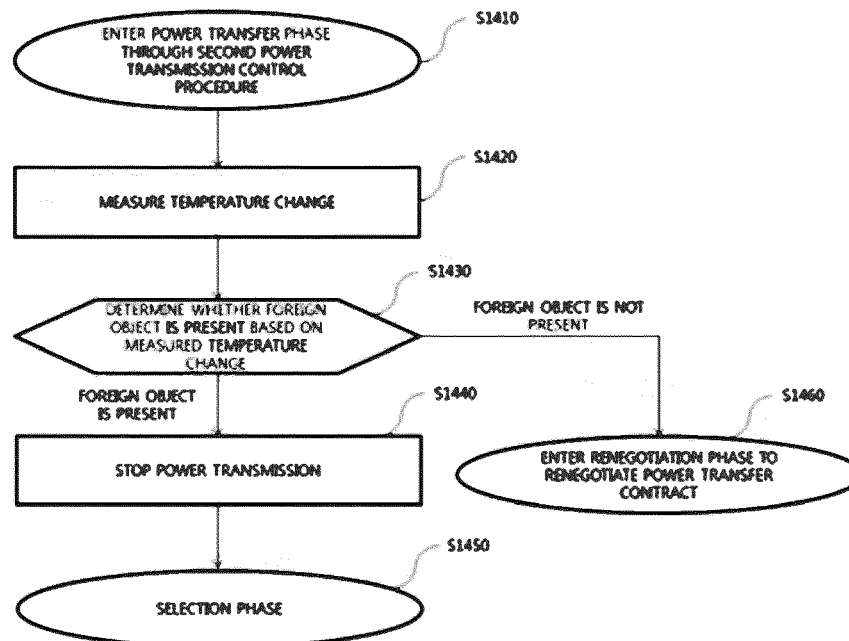 ENTER POWER TRANSFER PHASE
THROUGH SECOND POWER
TRANSMISSION CONTROL
PROCEDURE
S1410
MEASURE TEMPERATURE CHANGE
S1420
DETERMINE WHETHER FOREIGN
OBJECT IS PRESENT BASED ON
MEASURED TEMPERATURE
CHANGE
S1430
FOREIGN OBJECT IS NOT
PRESENT
FOREIGN OBJECT
IS PRESENT
S1440
STOP POWER TRANSMISSION
S1460
ENTER RENEGOTIATION PHASE TO
RENEGOTIATE POWER TRANSFER
CONTRACT
S1450
SELECTION PHASE